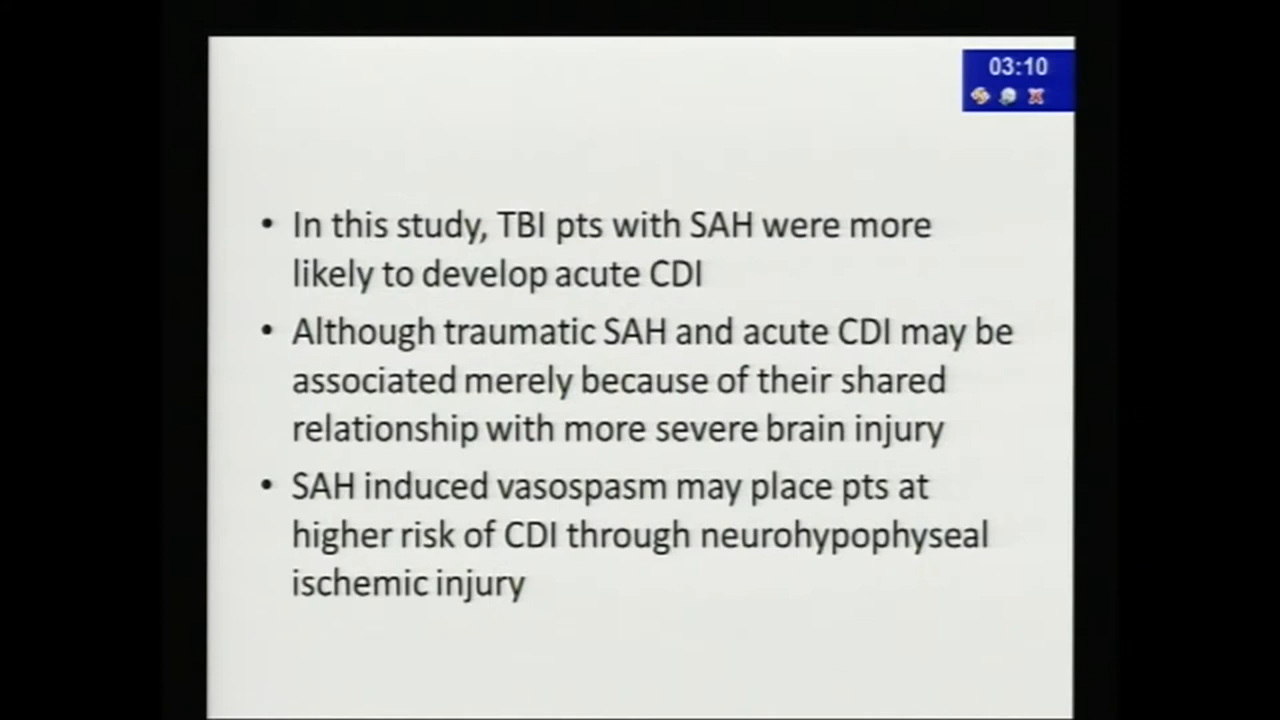 03:10
• In this study, TBI pts with SAH were more
likely to develop acute CDI
• Although traumatic SAH and acute CDI may be
associated merely because of their shared
relationship with more severe brain injury
• SAH induced vasospasm may place pts at
higher risk of CDI through neurohypophyseal
ischemic injury